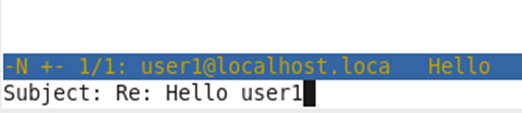 -N +- 1/1: user1@localhost.loca   Hello
Subject: Re: Hello user1